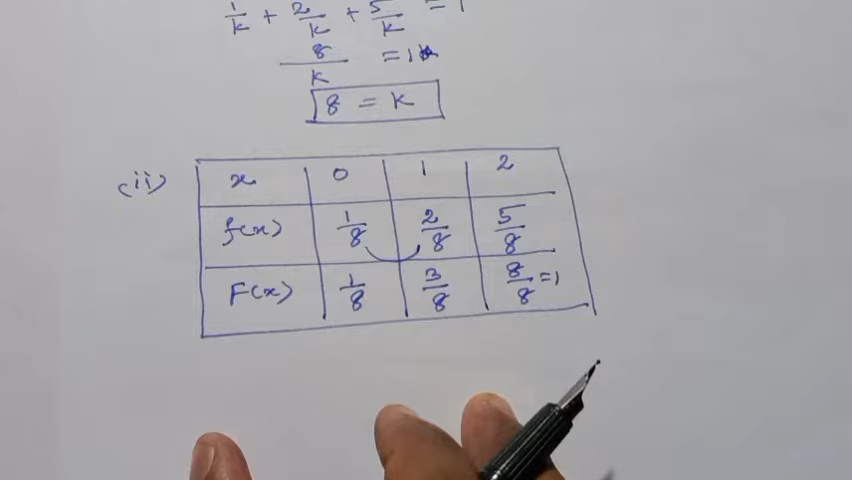 1/k + 2/k + 5/k = 1
8/k = 1
8 = k
(ii) x 0 1 2
f(x) 1/8 2/8 5/8
F(x) 1/8 3/8 8/8 = 1